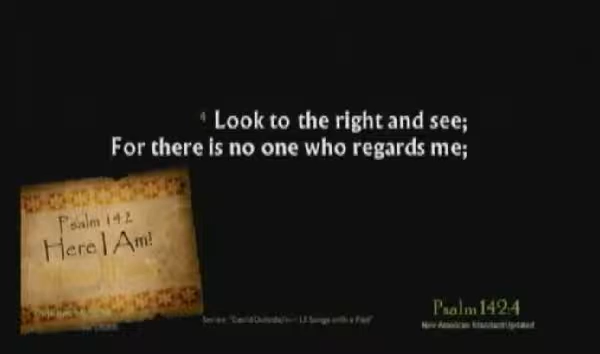 4 Look to the right and see;
For there is no one who regards me;
Psalm 142
Here I Am!
Psalm 142:4
New American Standard Updated